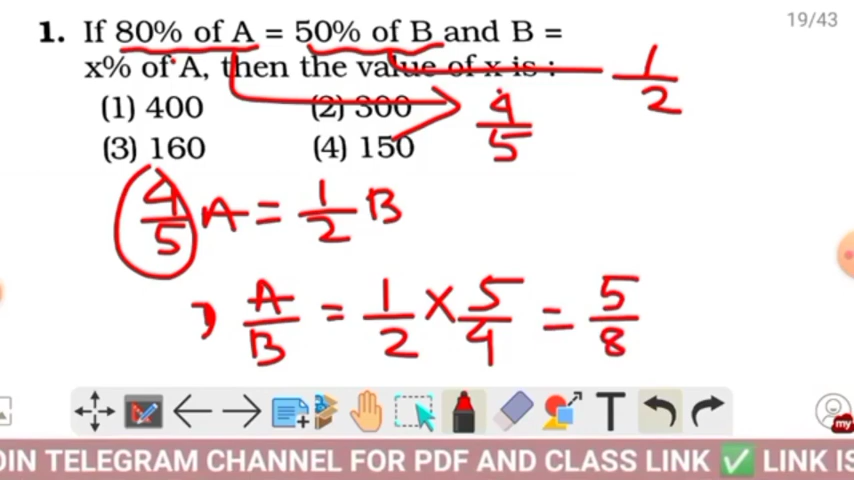 19/43
1. If 80% of A = 50% of B and B =
x% of A, then the value of x is :
1/2
(1) 400 (2) 300
4/5
(3) 160 (4) 150
4/5 A = 1/2 B
A/B = 1/2 × 5/4 = 5/8
T
my
OIN TELEGRAM CHANNEL FOR PDF AND CLASS LINK ✅ LINK IS